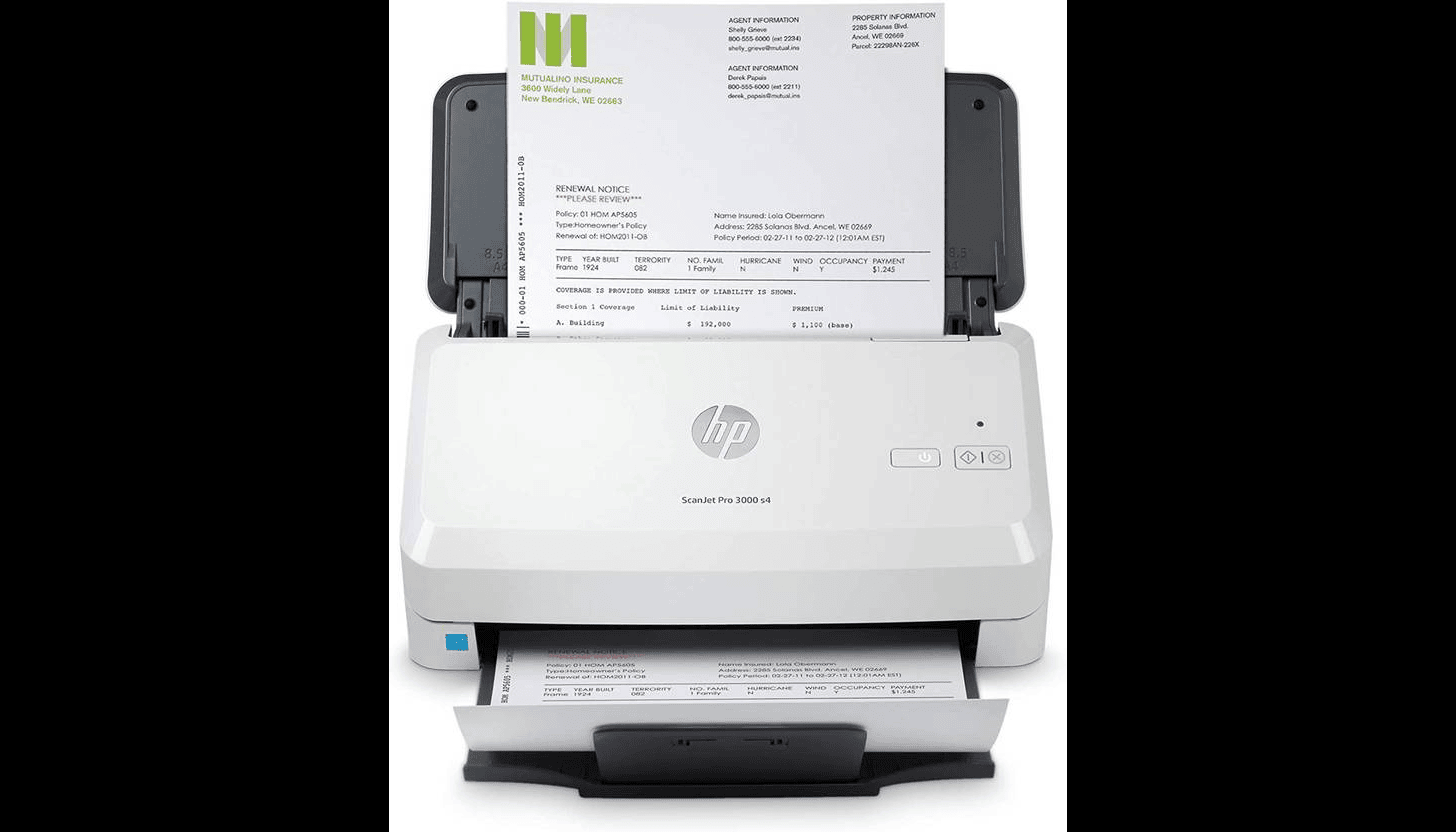 AGENT INFORMATION
Shelly Grieve
800-555-6000 (ext 2234)
shelly_grieve@mutual.ins
PROPERTY INFORMATION
2285 Solanas Blvd.
Ancel, WE 02669
Parcel: 22298AN-226X
MUTUALINO INSURANCE
3600 Widely Lane
New Bendrick, WE 02663
AGENT INFORMATION
Derek Papais
800-555-6000 (ext 2211)
derek_papais@mutual.ins
* 000-01 HOM AP5605 *** HOM2011-0B
RENEWAL NOTICE
***PLEASE REVIEW***
Policy: 01 HOM AP5605
Type:Homeowner's Policy
Renewal of: HOM2011-OB
Name Insured: Lola Obermann
Address: 2285 Solanas Blvd. Ancel, WE 02669
Policy Period: 02-27-11 to 02-27-12 (12:01AM EST)
TYPE YEAR BUILT TERRORITY NO. FAMIL HURRICANE WIND OCCUPANCY PAYMENT
Frame 1924 082 1 Family N N Y $1,245
COVERAGE IS PROVIDED WHERE LIMIT OF LIABILITY IS SHOWN.
Section 1 Coverage Limit of Liability PREMIUM
A. Building $ 192,000 $ 1,100 (base)
8.5
A4
hp
ScanJet Pro 3000 s4
RENEWAL NOTICE
Policy: 01 HOM AP5605
Type:Homeowner's Policy
Renewal of: HOM2011-OB
Name Insured: Lola Obermann
Address: 2285 Solanas Blvd. Ancel, WE 02669
Policy Period: 02-27-11 to 02-27-12 (12:01AM EST)
HOM AP5605 ***
TYPE YEAR BUILT TERRORITY NO. FAMIL HURRICANE WIND OCCUPANCY PAYMENT
Frame 1924 082 1 Family N N Y $1,245